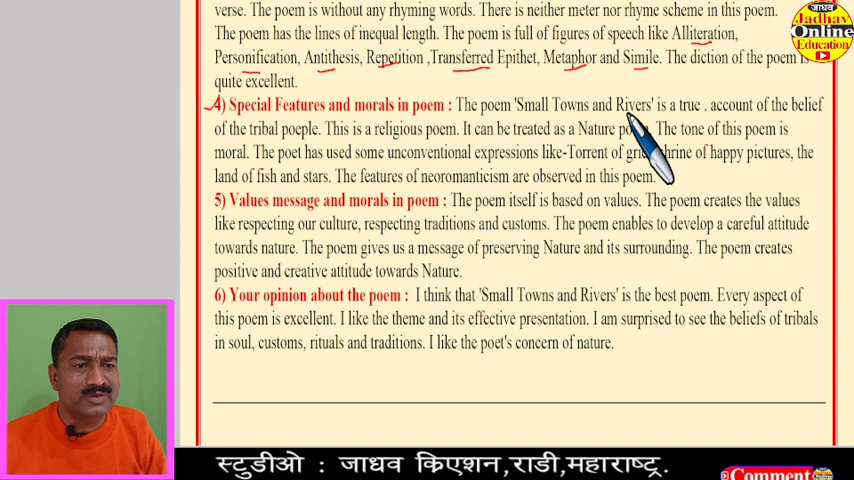 verse. The poem is without any rhyming words. There is neither meter nor rhyme scheme in this poem.
The poem has the lines of inequal length. The poem is full of figures of speech like Alliteration,
Personification, Antithesis, Repetition ,Transferred Epithet, Metaphor and Simile. The diction of the poem is
quite excellent.
4) Special Features and morals in poem : The poem 'Small Towns and Rivers' is a true . account of the belief
of the tribal poeple. This is a religious poem. It can be treated as a Nature The tone of this poem is
moral. The poet has used some unconventional expressions like-Torrent of of happy pictures, the
land of fish and stars. The features of neoromanticism are observed in this poem.
5) Values message and morals in poem : The poem itself is based on values. The poem creates the values
like respecting our culture, respecting traditions and customs. The poem enables to develop a careful attitude
towards nature. The poem gives us a message of preserving Nature and its surrounding. The poem creates
positive and creative attitude towards Nature.
6) Your opinion about the poem : I think that 'Small Towns and Rivers' is the best poem. Every aspect of
this poem is excellent. I like the theme and its effective presentation. I am surprised to see the beliefs of tribals
in soul, customs, rituals and traditions. I like the poet's concern of nature.
जाधव
Jadhav
Online
Education
स्टुडीओ : जाधव क्रिएशन,राडी,महाराष्ट्र.
Comment